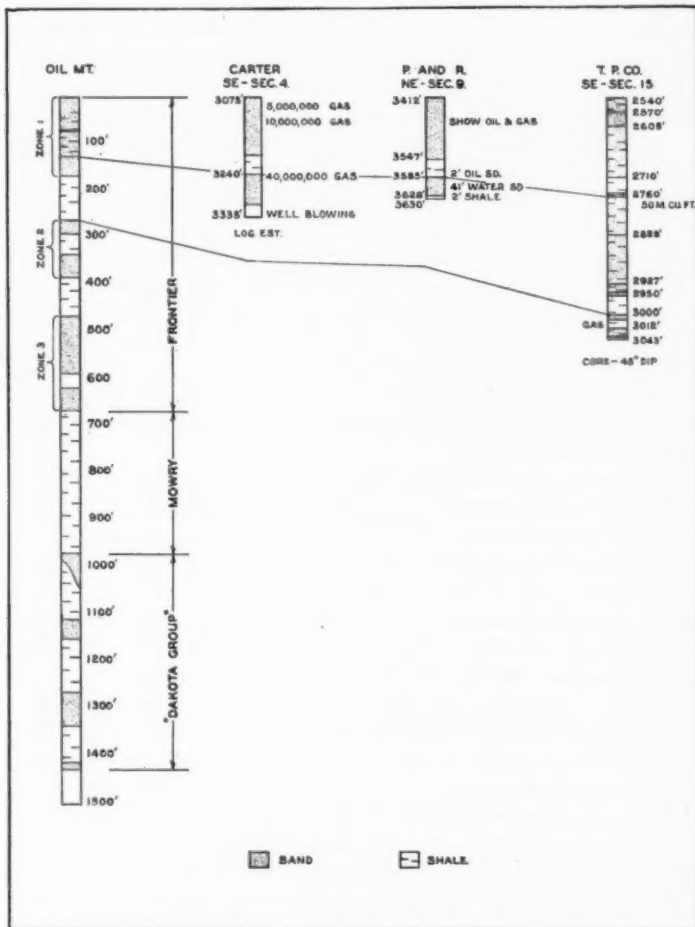 OIL MT.
ZONE 1
100'
200'
ZONE 2
300'
400'
ZONE 3
500'
600
700'
800'
900'
1000'
1100'
1200'
1300'
1400'
1500'
FRONTIER
MOWRY
"DAKOTA GROUP"
CARTER
SE-SEC. 4.
3075'
5,000,000 GAS
10,000,000 GAS
3240'
40,000,000 GAS
3335'
WELL BLOWING
LOG EST.
P. AND R.
NE-SEC. 9.
3412'
SHOW OIL & GAS
3547'
3585'
2' OIL SD.
41' WATER SD
3628'
2' SHALE
3630'
T. P. CO.
SE-SEC. 15
2540'
2570'
2605'
2710'
2760'
50 M. CU. FT.
2828'
2927'
2950'
3000'
GAS
3012'
3043'
CORE-45° DIP
SAND
SHALE